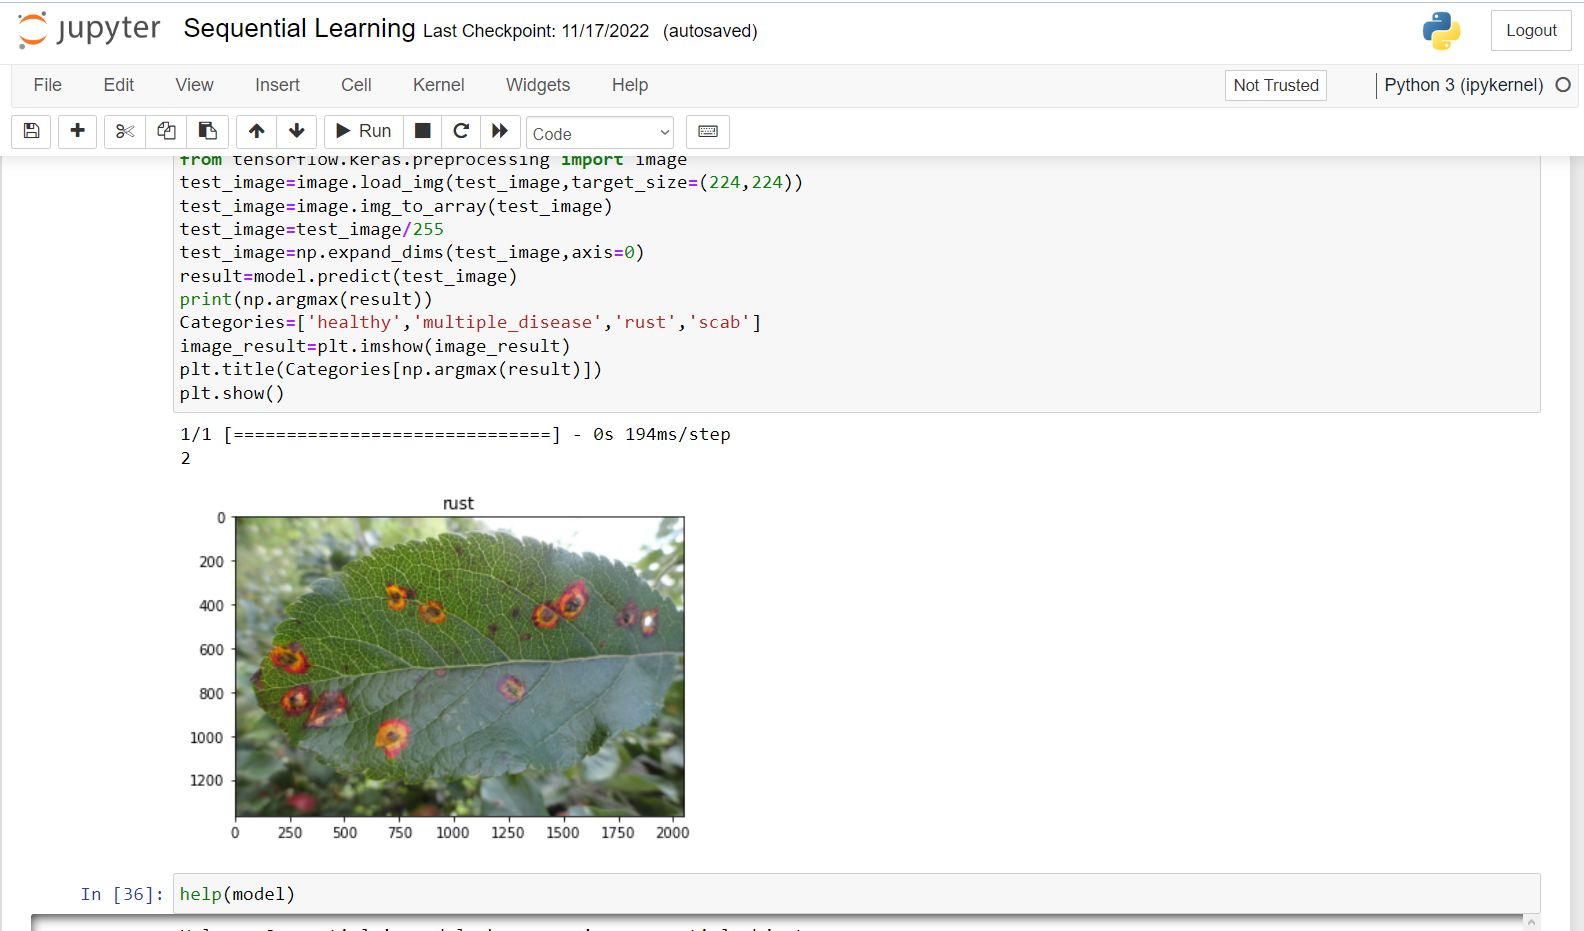 jupyter Sequential Learning Last Checkpoint: 11/17/2022 (autosaved) Logout
File Edit View Insert Cell Kernel Widgets Help Not Trusted Python 3 (ipykernel)
Run Code
from tensorflow.keras.preprocessing import image
test_image=image.load_img(test_image,target_size=(224,224))
test_image=image.img_to_array(test_image)
test_image=test_image/255
test_image=np.expand_dims(test_image,axis=0)
result=model.predict(test_image)
print(np.argmax(result))
Categories=['healthy','multiple_disease','rust','scab']
image_result=plt.imshow(image_result)
plt.title(Categories[np.argmax(result)])
plt.show()
1/1 [==============================] - 0s 194ms/step
2
rust
0
200
400
600
800
1000
1200
0 250 500 750 1000 1250 1500 1750 2000
In [36]: help(model)